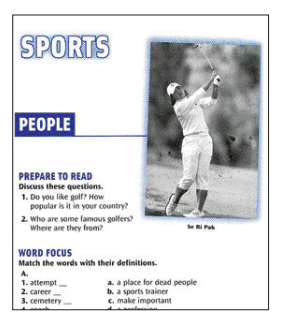 SPORTS
PEOPLE
PREPARE TO READ
Discuss these questions.
1. Do you like golf? How
popular is it in your country?
2. Who are some famous golfers?
Where are they from?
Se Ri Pak
WORD FOCUS
Match the words with their definitions.
A.
1. attempt __ a. a place for dead people
2. career __ b. a sports trainer
3. cemetery __ c. make important